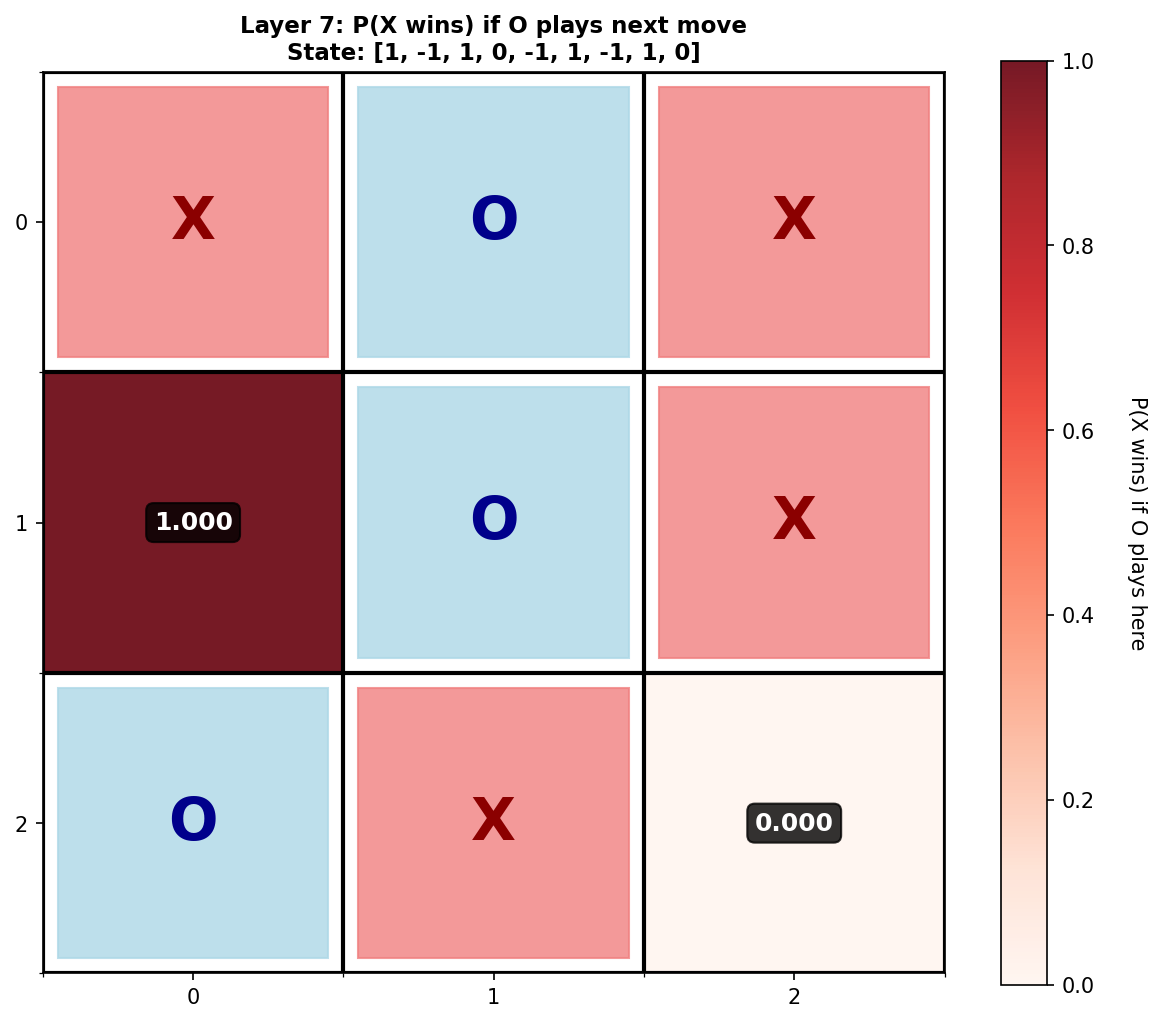 Layer 7: P(X wins) if O plays next move
State: [1, -1, 1, 0, -1, 1, -1, 1, 0]
X O X
0
1.000 O X
1
O X 0.000
2
0 1 2
1.0
0.8
0.6
0.4
0.2
0.0
P(X wins) if O plays here